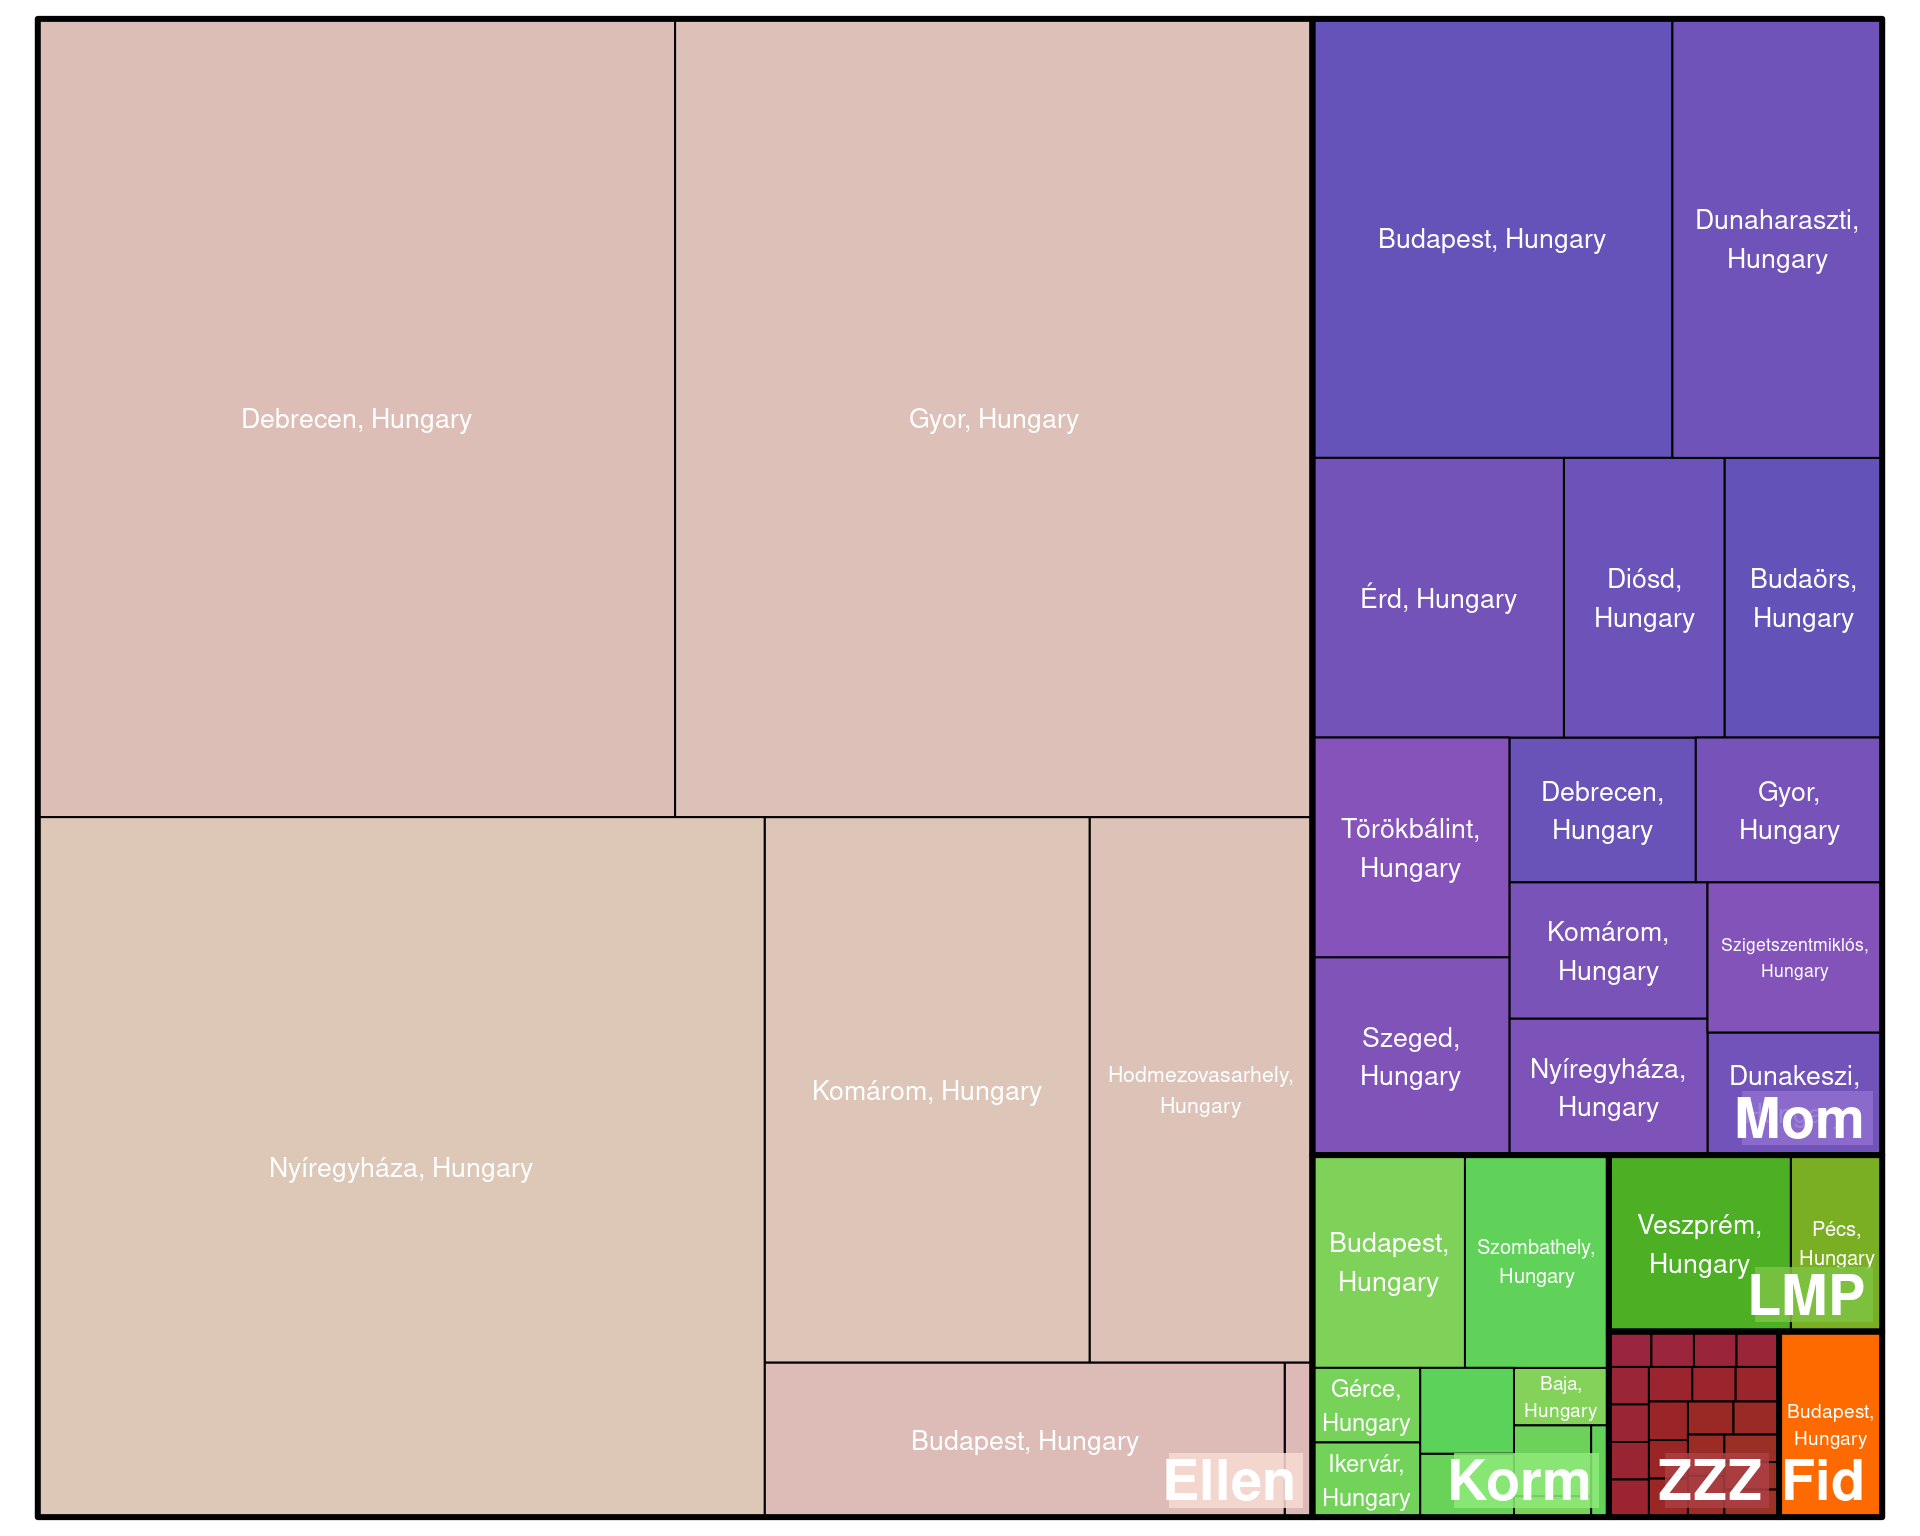 Debrecen, Hungary
Gyor, Hungary
Nyíregyháza, Hungary
Komárom, Hungary
Hodmezovasarhely,
Hungary
Budapest, Hungary
Ellen
Budapest, Hungary
Dunaharaszti,
Hungary
Érd, Hungary
Diósd,
Hungary
Budaörs,
Hungary
Törökbálint,
Hungary
Debrecen,
Hungary
Gyor,
Hungary
Szeged,
Hungary
Komárom,
Hungary
Szigetszentmiklós,
Hungary
Nyíregyháza,
Hungary
Dunakeszi,
Mom
Budapest,
Hungary
Szombathely,
Hungary
Gérce,
Hungary
Baja,
Hungary
Ikervár,
Hungary
Korm
Veszprém,
Hungary
Pécs,
Hungary
LMP
ZZZ
Budapest,
Hungary
Fid